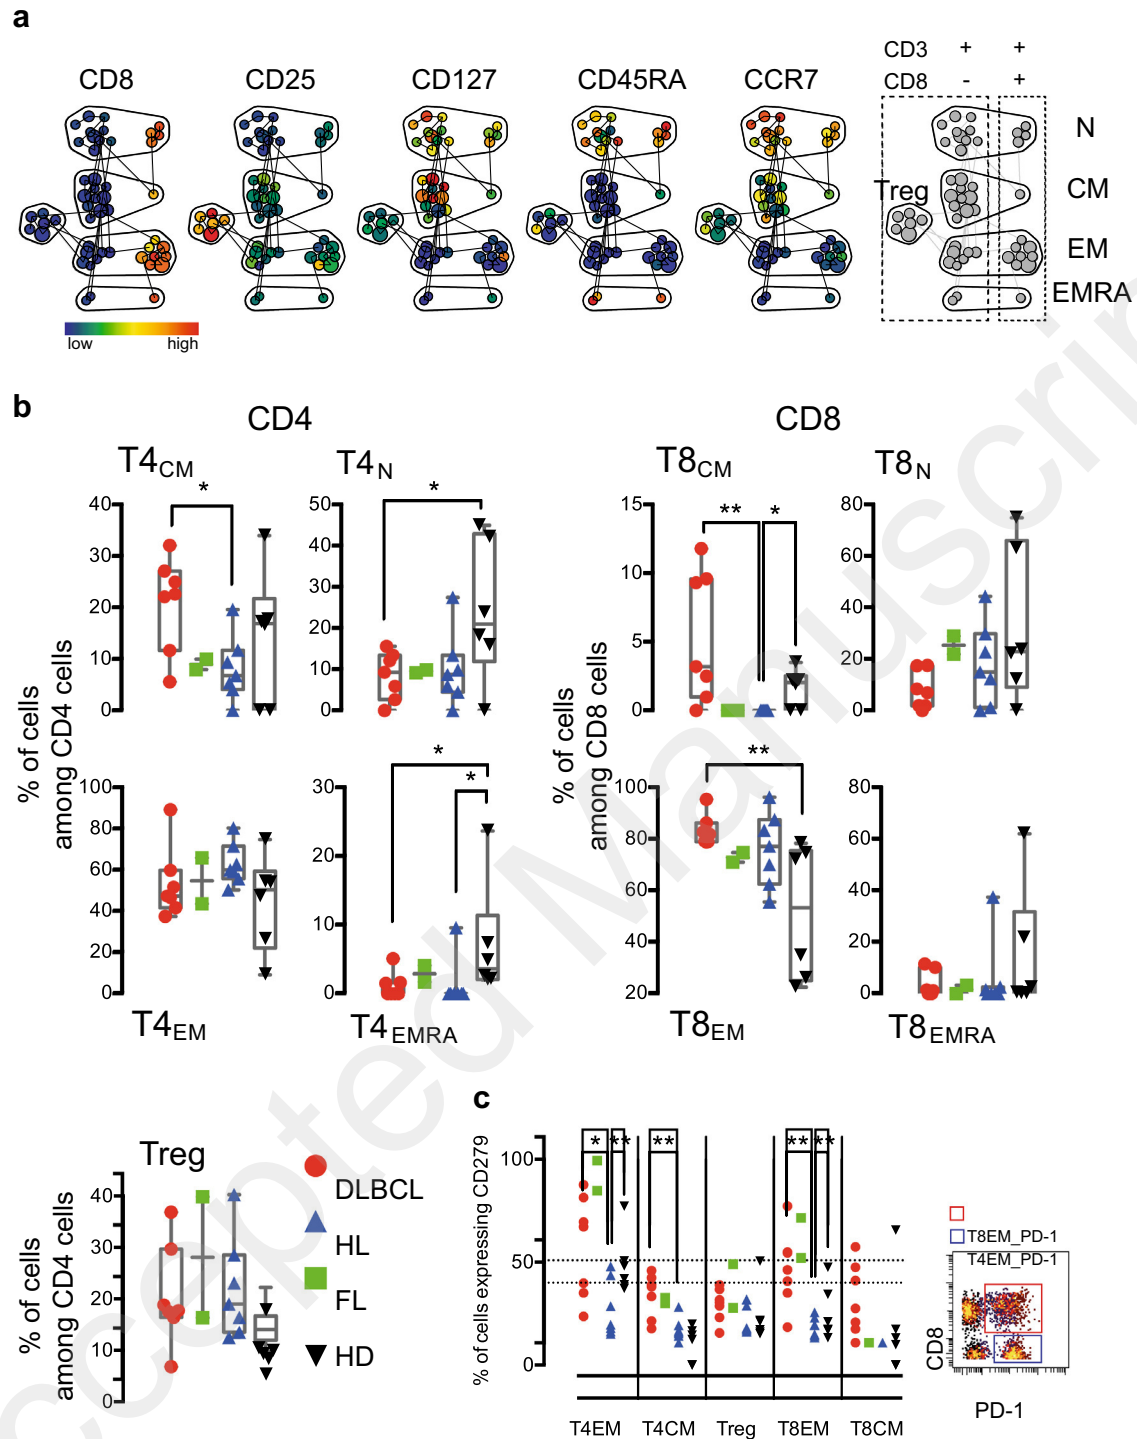 a
CD3 + +
CD8 CD25 CD127 CD45RA CCR7 CD8 - +
N
CM
Treg
EM
EMRA
low high
b
CD4 CD8
T4CM T4N T8CM T8N
40 50 15 80
40
30 60
10
30
20 40
20
5
10 20
10
0 0 0 0
% of cells
among CD4 cells
% of cells
among CD8 cells
100 30 100 80
80 80 60
20
60
60 40
40 10
40 20
20
0 0 20 0
T4EM T4EMRA T8EM T8EMRA
* * ** *
* * **
c
Treg
% of cells
among CD4 cells
40
30
20
10
0
DLBCL
HL
FL
HD
% of cells expressing CD279
100
50
0
* ** ** ** **
T4EM T4CM Treg T8EM T8CM
T8EM_PD-1
T4EM_PD-1
CD8
PD-1
Accepted Manuscrip